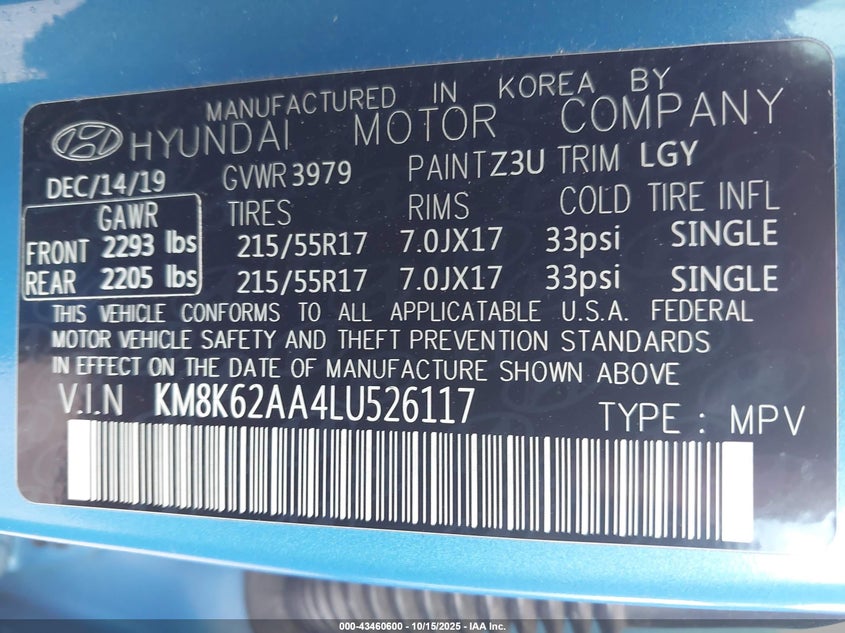 MANUFACTURED IN KOREA BY
HYUNDAI MOTOR COMPANY
DEC/14/19 GVWR 3979 PAINT Z3U TRIM LGY
GAWR TIRES RIMS COLD TIRE INFL
FRONT 2293 lbs 215/55R17 7.0JX17 33psi SINGLE
REAR 2205 lbs 215/55R17 7.0JX17 33psi SINGLE
THIS VEHICLE CONFORMS TO ALL APPLICATABLE U.S.A. FEDERAL
MOTOR VEHICLE SAFETY AND THEFT PREVENTION STANDARDS
IN EFFECT ON THE DATE OF MANUFACTURE SHOWN ABOVE
V.I.N KM8K62AA4LU526117 TYPE : MPV
000-43460600 - 10/15/2025 - IAA Inc.